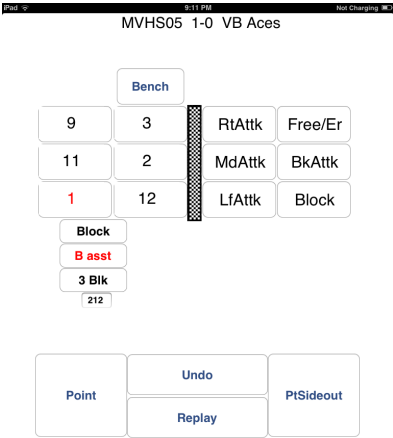 iPad 9:11 PM Not Charging
MVHS05 1-0 VB Aces
Bench
9 3 RtAttk Free/Er
11 2 MdAttk BkAttk
1 12 LfAttk Block
Block
B asst
3 Blk
212
Undo
Point PtSideout
Replay